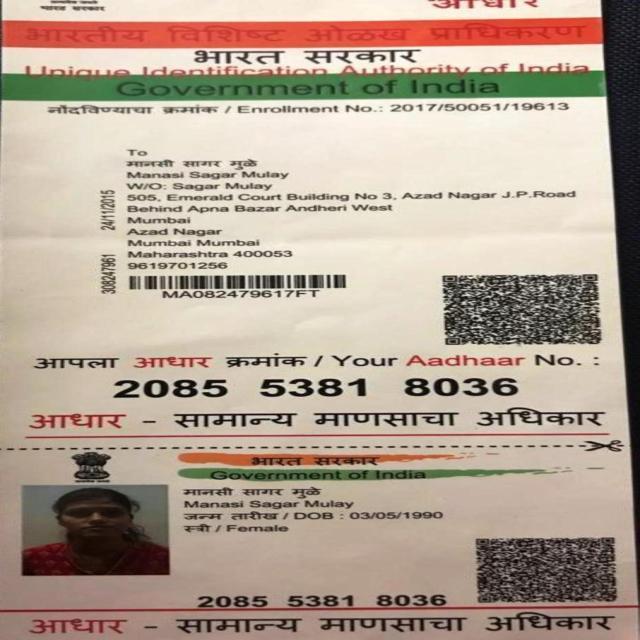 भारत सरकार
आधार
भारतीय विशिष्ट ओळख प्राधिकरण
भारत सरकार
Unique Identification Authority of India
Government of India
नोंदविण्याचा क्रमांक / Enrollment No.: 2017/50051/19613
To
मानसी सागर मुळे
Manasi Sagar Mulay
W/O: Sagar Mulay
505, Emerald Court Building No 3, Azad Nagar J.P.Road
Behind Apna Bazar Andheri West
Mumbai
Azad Nagar
Mumbai Mumbai
Maharashtra 400053
9619701256
24/11/2015
308247961
MA082479617FT
आपला आधार क्रमांक / Your Aadhaar No. :
2085 5381 8036
आधार - सामान्य माणसाचा अधिकार
भारत सरकार
Government of India
मानसी सागर मुळे
Manasi Sagar Mulay
जन्म तारीख / DOB : 03/05/1990
स्त्री / Female
2085 5381 8036
आधार - सामान्य माणसाचा अधिकार